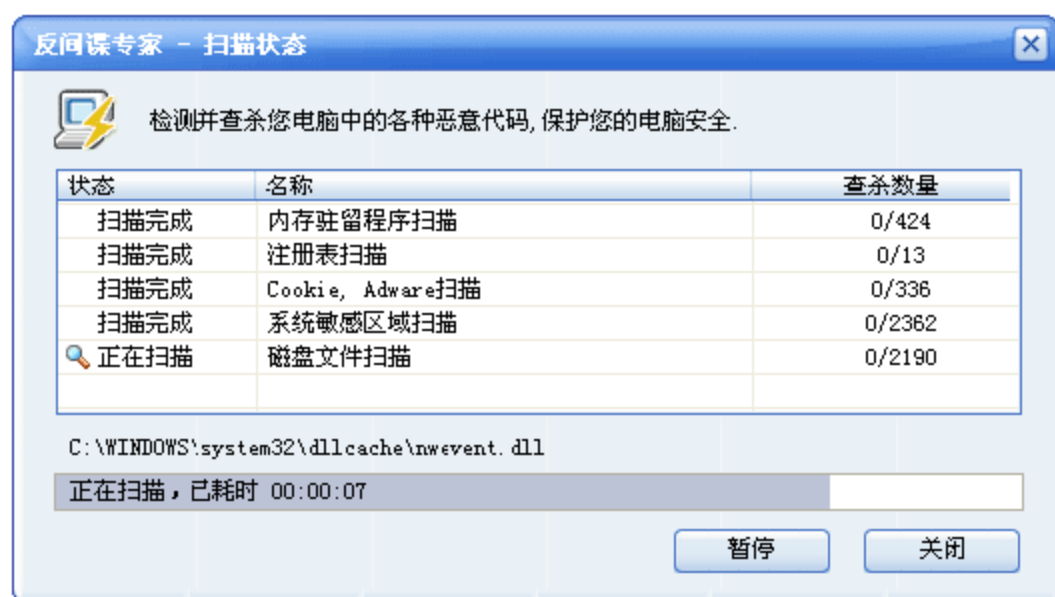 反间谍专家 - 扫描状态
检测并查杀您电脑中的各种恶意代码,保护您的电脑安全.
状态 名称 查杀数量
扫描完成 内存驻留程序扫描 0/424
扫描完成 注册表扫描 0/13
扫描完成 Cookie, Adware扫描 0/336
扫描完成 系统敏感区域扫描 0/2362
正在扫描 磁盘文件扫描 0/2190
C:\WINDOWS\system32\dllcache\nwevent.dll
正在扫描，已耗时 00:00:07
暂停 关闭